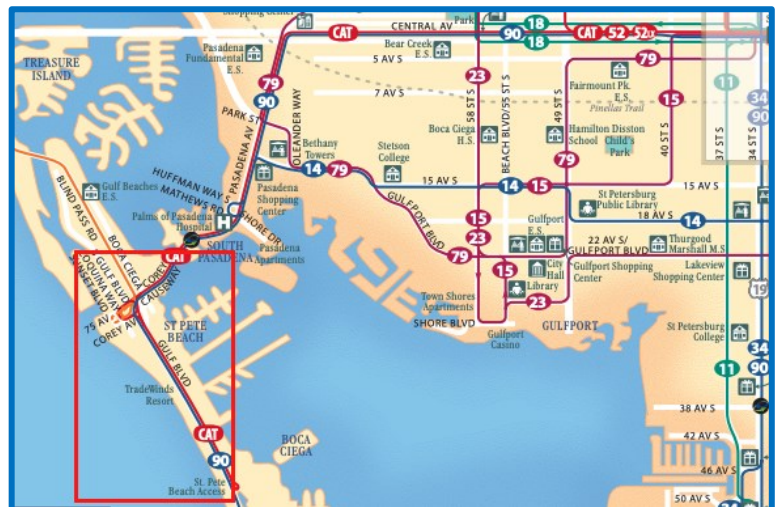 Shopping Center
Park
18
CENTRAL AV
CAT
90
18
CAT
52
52LX
Pasadena
Fundamental
E.S.
Bear Creek
E.S.
5 AV S
79
TREASURE
ISLAND
79
90
23
7 AV S
Fairmount Pk.
E.S.
Pinellas Trail
15
11
34
90
PARK ST
OLEANDER WAY
58 ST S
BEACH BLVD/55 ST S
49 ST S
40 ST S
37 ST S
34 ST S
Boca Ciega
H.S.
Hamilton Disston
School
Child's
Park
PASADENA AV
Bethany
Towers
Stetson
College
79
14
79
15 AV S
14
15
15 AV S
BLIND PASS RD
Gulf Beaches
E.S.
HUFFMAN WAY S
MATHEWS RD
Pasadena
Shopping
Center
GULFPORT BLVD
St Petersburg
Public Library
18 AV S
14
Palms of Pasadena
Hospital
H
SHORE DR
15
Gulfport
E.S.
SOUTH
PASADENA
Pasadena
Apartments
23
22 AV S/
GULFPORT BLVD
Thurgood
Marshall M.S.
BOCA CIEGA
CAT
79
15
City
Hall
Library
Gulfport Shopping
Center
Lakeview
Shopping Center
GULF BLVD
COQUINA WAY
SUNSET BLVD
COREY
CAUSEWAY
Town Shores
Apartments
23
19
75 AV
COREY AV
ST PETE
BEACH
SHORE BLVD
Gulfport
Casino
GULFPORT
St Petersburg
College
GULF BLVD
34
90
11
TradeWinds
Resort
38 AV S
CAT
BOCA
CIEGA
42 AV S
90
46 AV S
St. Pete
Beach Access
50 AV S
34